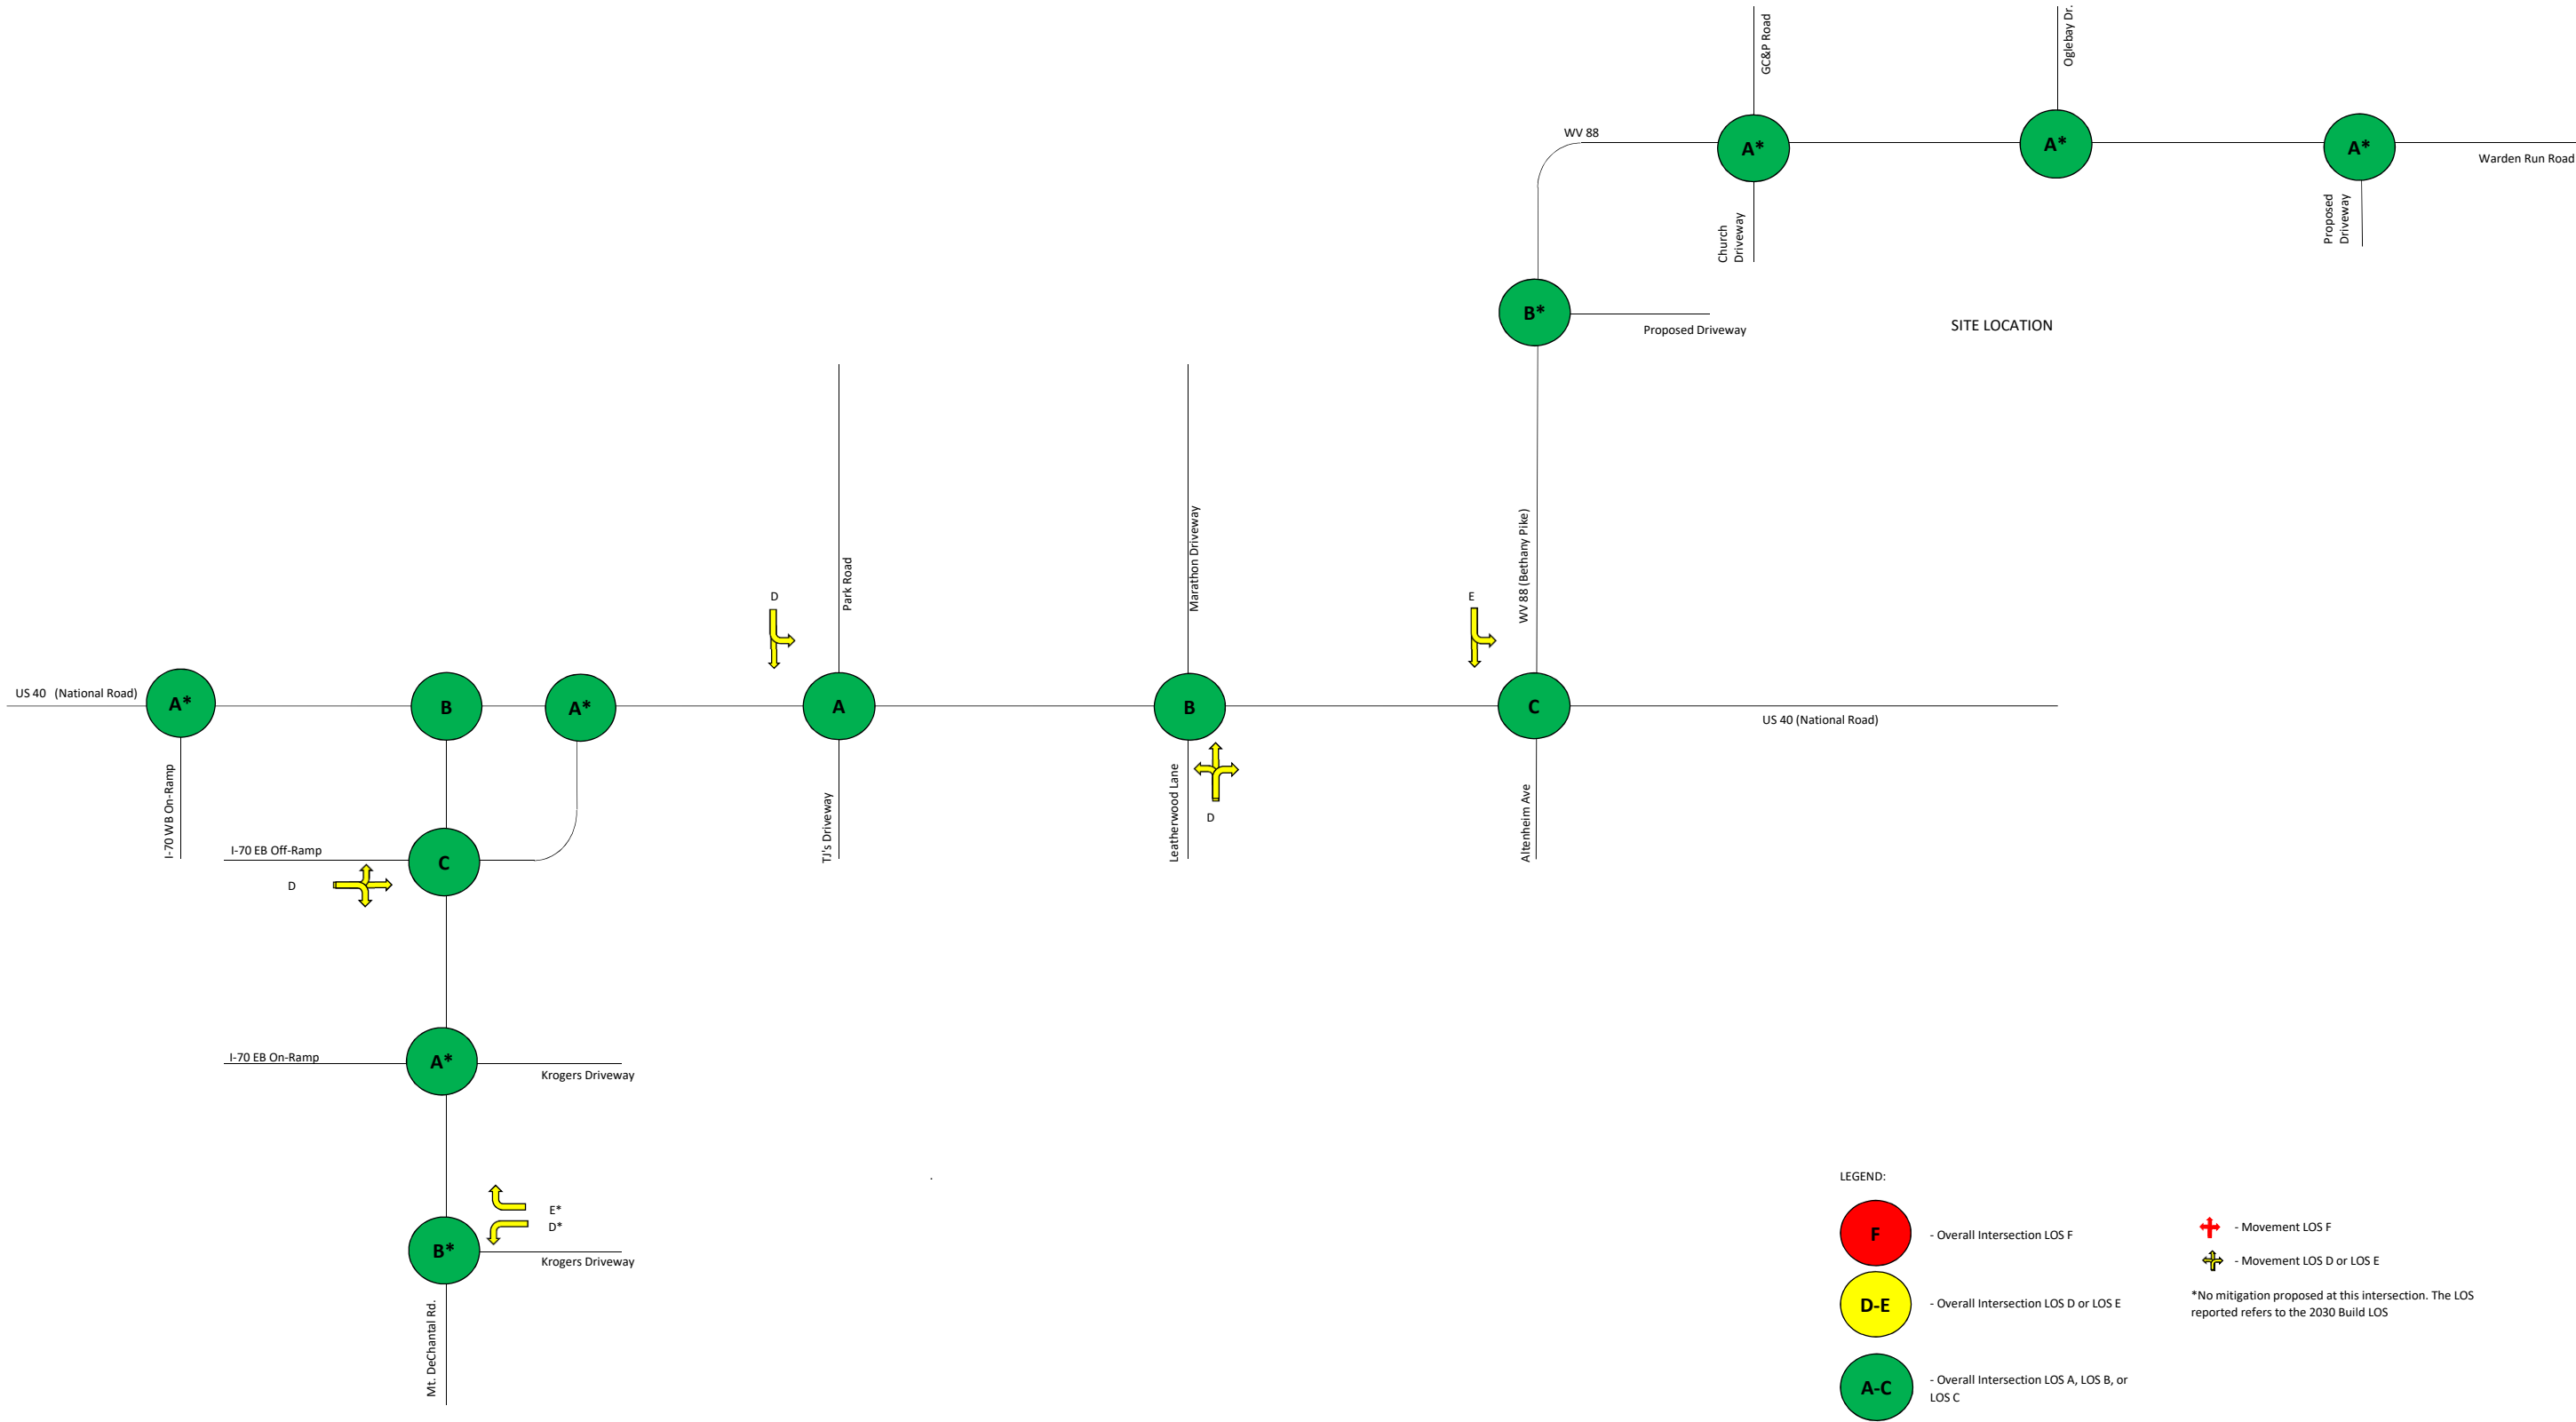 GC&P Road
Oglebay Dr.
WV 88
A*
A*
A*
Warden Run Road
Church
Driveway
Proposed
Driveway
B*
Proposed Driveway
SITE LOCATION
Park Road
Marathon Driveway
WV 88 (Bethany Pike)
D
E
US 40 (National Road)
A*
B
A*
A
B
C
US 40 (National Road)
I-70 WB On-Ramp
TJ's Driveway
Leatherwood Lane
D
Altenheim Ave
I-70 EB Off-Ramp
C
D
I-70 EB On-Ramp
A*
Krogers Driveway
E*
D*
B*
Krogers Driveway
Mt. DeChantal Rd.
LEGEND:
F
- Overall Intersection LOS F
D-E
- Overall Intersection LOS D or LOS E
A-C
- Overall Intersection LOS A, LOS B, or
LOS C
- Movement LOS F
- Movement LOS D or LOS E
*No mitigation proposed at this intersection. The LOS
reported refers to the 2030 Build LOS